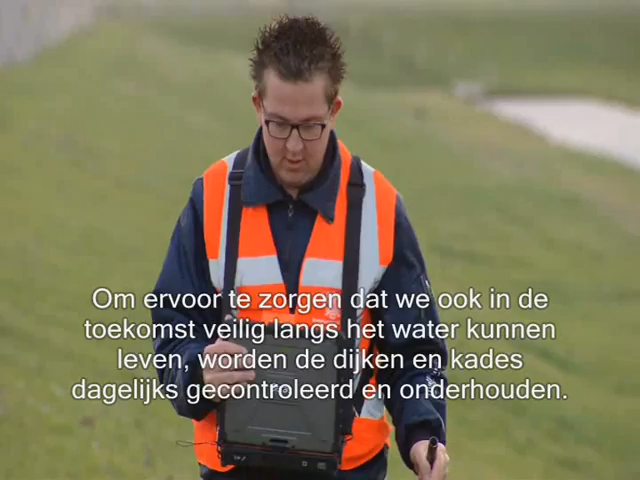 Om ervoor te zorgen dat we ook in de
toekomst veilig langs het water kunnen
leven, worden de dijken en kades
dagelijks gecontroleerd en onderhouden.